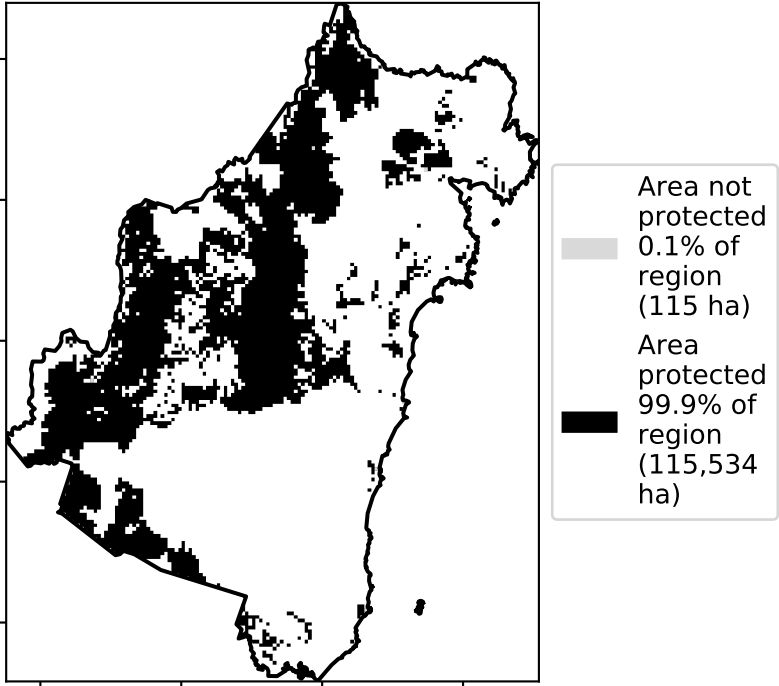 Area not
protected
0.1% of
region
(115 ha)
Area
protected
99.9% of
region
(115,534
ha)